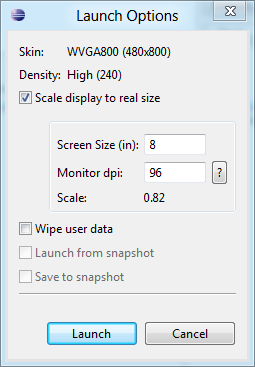 Launch Options
Skin: WVGA800 (480x800)
Density: High (240)
Scale display to real size
Screen Size (in): 8
Monitor dpi: 96 ?
Scale: 0.82
Wipe user data
Launch from snapshot
Save to snapshot
Launch Cancel